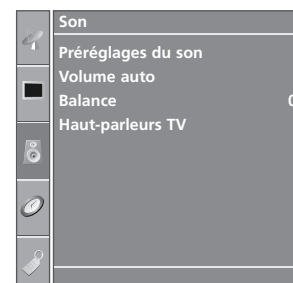 Son
Préréglages du son
Volume auto
Balance 0
Haut-parleurs TV